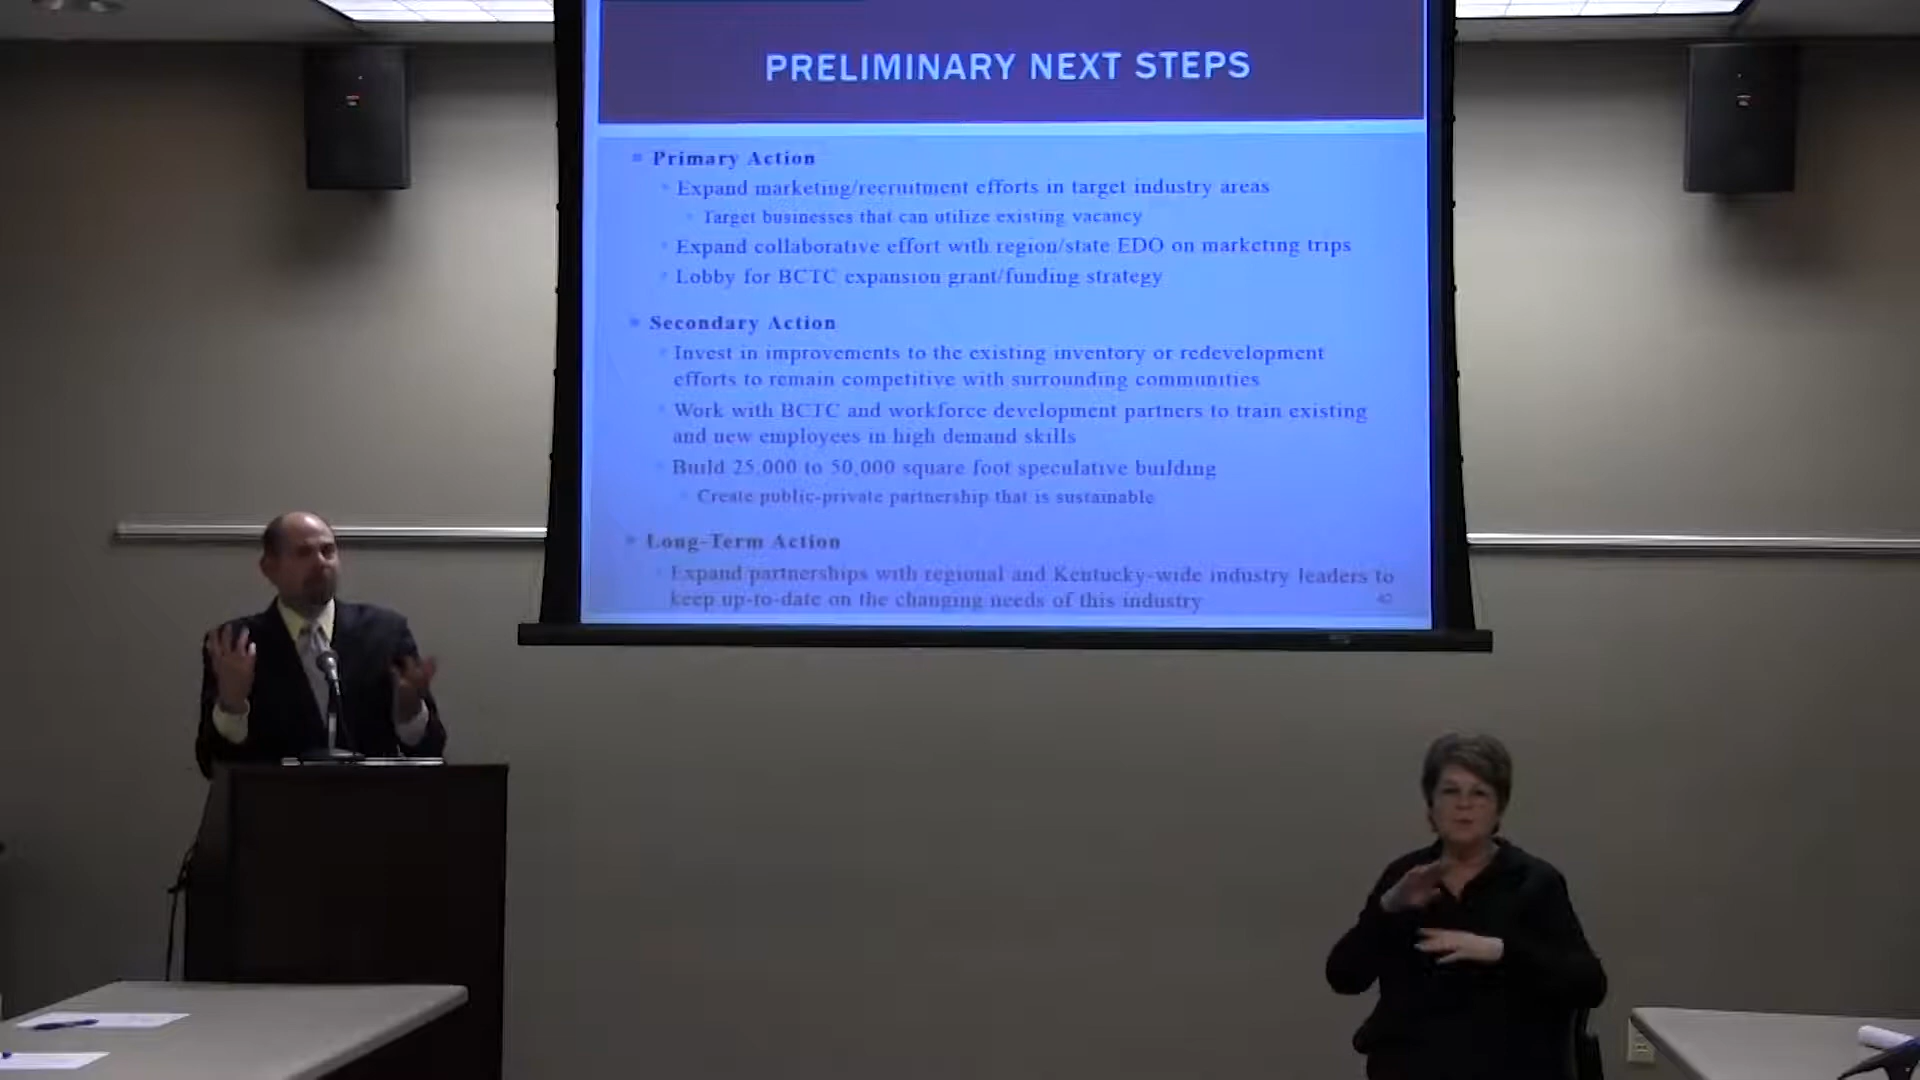 PRELIMINARY NEXT STEPS
Primary Action
Expand marketing/recruitment efforts in target industry areas
Target businesses that can utilize existing vacancy
Expand collaborative effort with region/state EDO on marketing trips
Lobby for BCTC expansion grant/funding strategy
Secondary Action
Invest in improvements to the existing inventory or redevelopment
efforts to remain competitive with surrounding communities
Work with BCTC and workforce development partners to train existing
and new employees in high demand skills
Build 25,000 to 50,000 square foot speculative building
Create public-private partnership that is sustainable
Long-Term Action
Expand partnerships with regional and Kentucky-wide industry leaders to
keep up-to-date on the changing needs of this industry